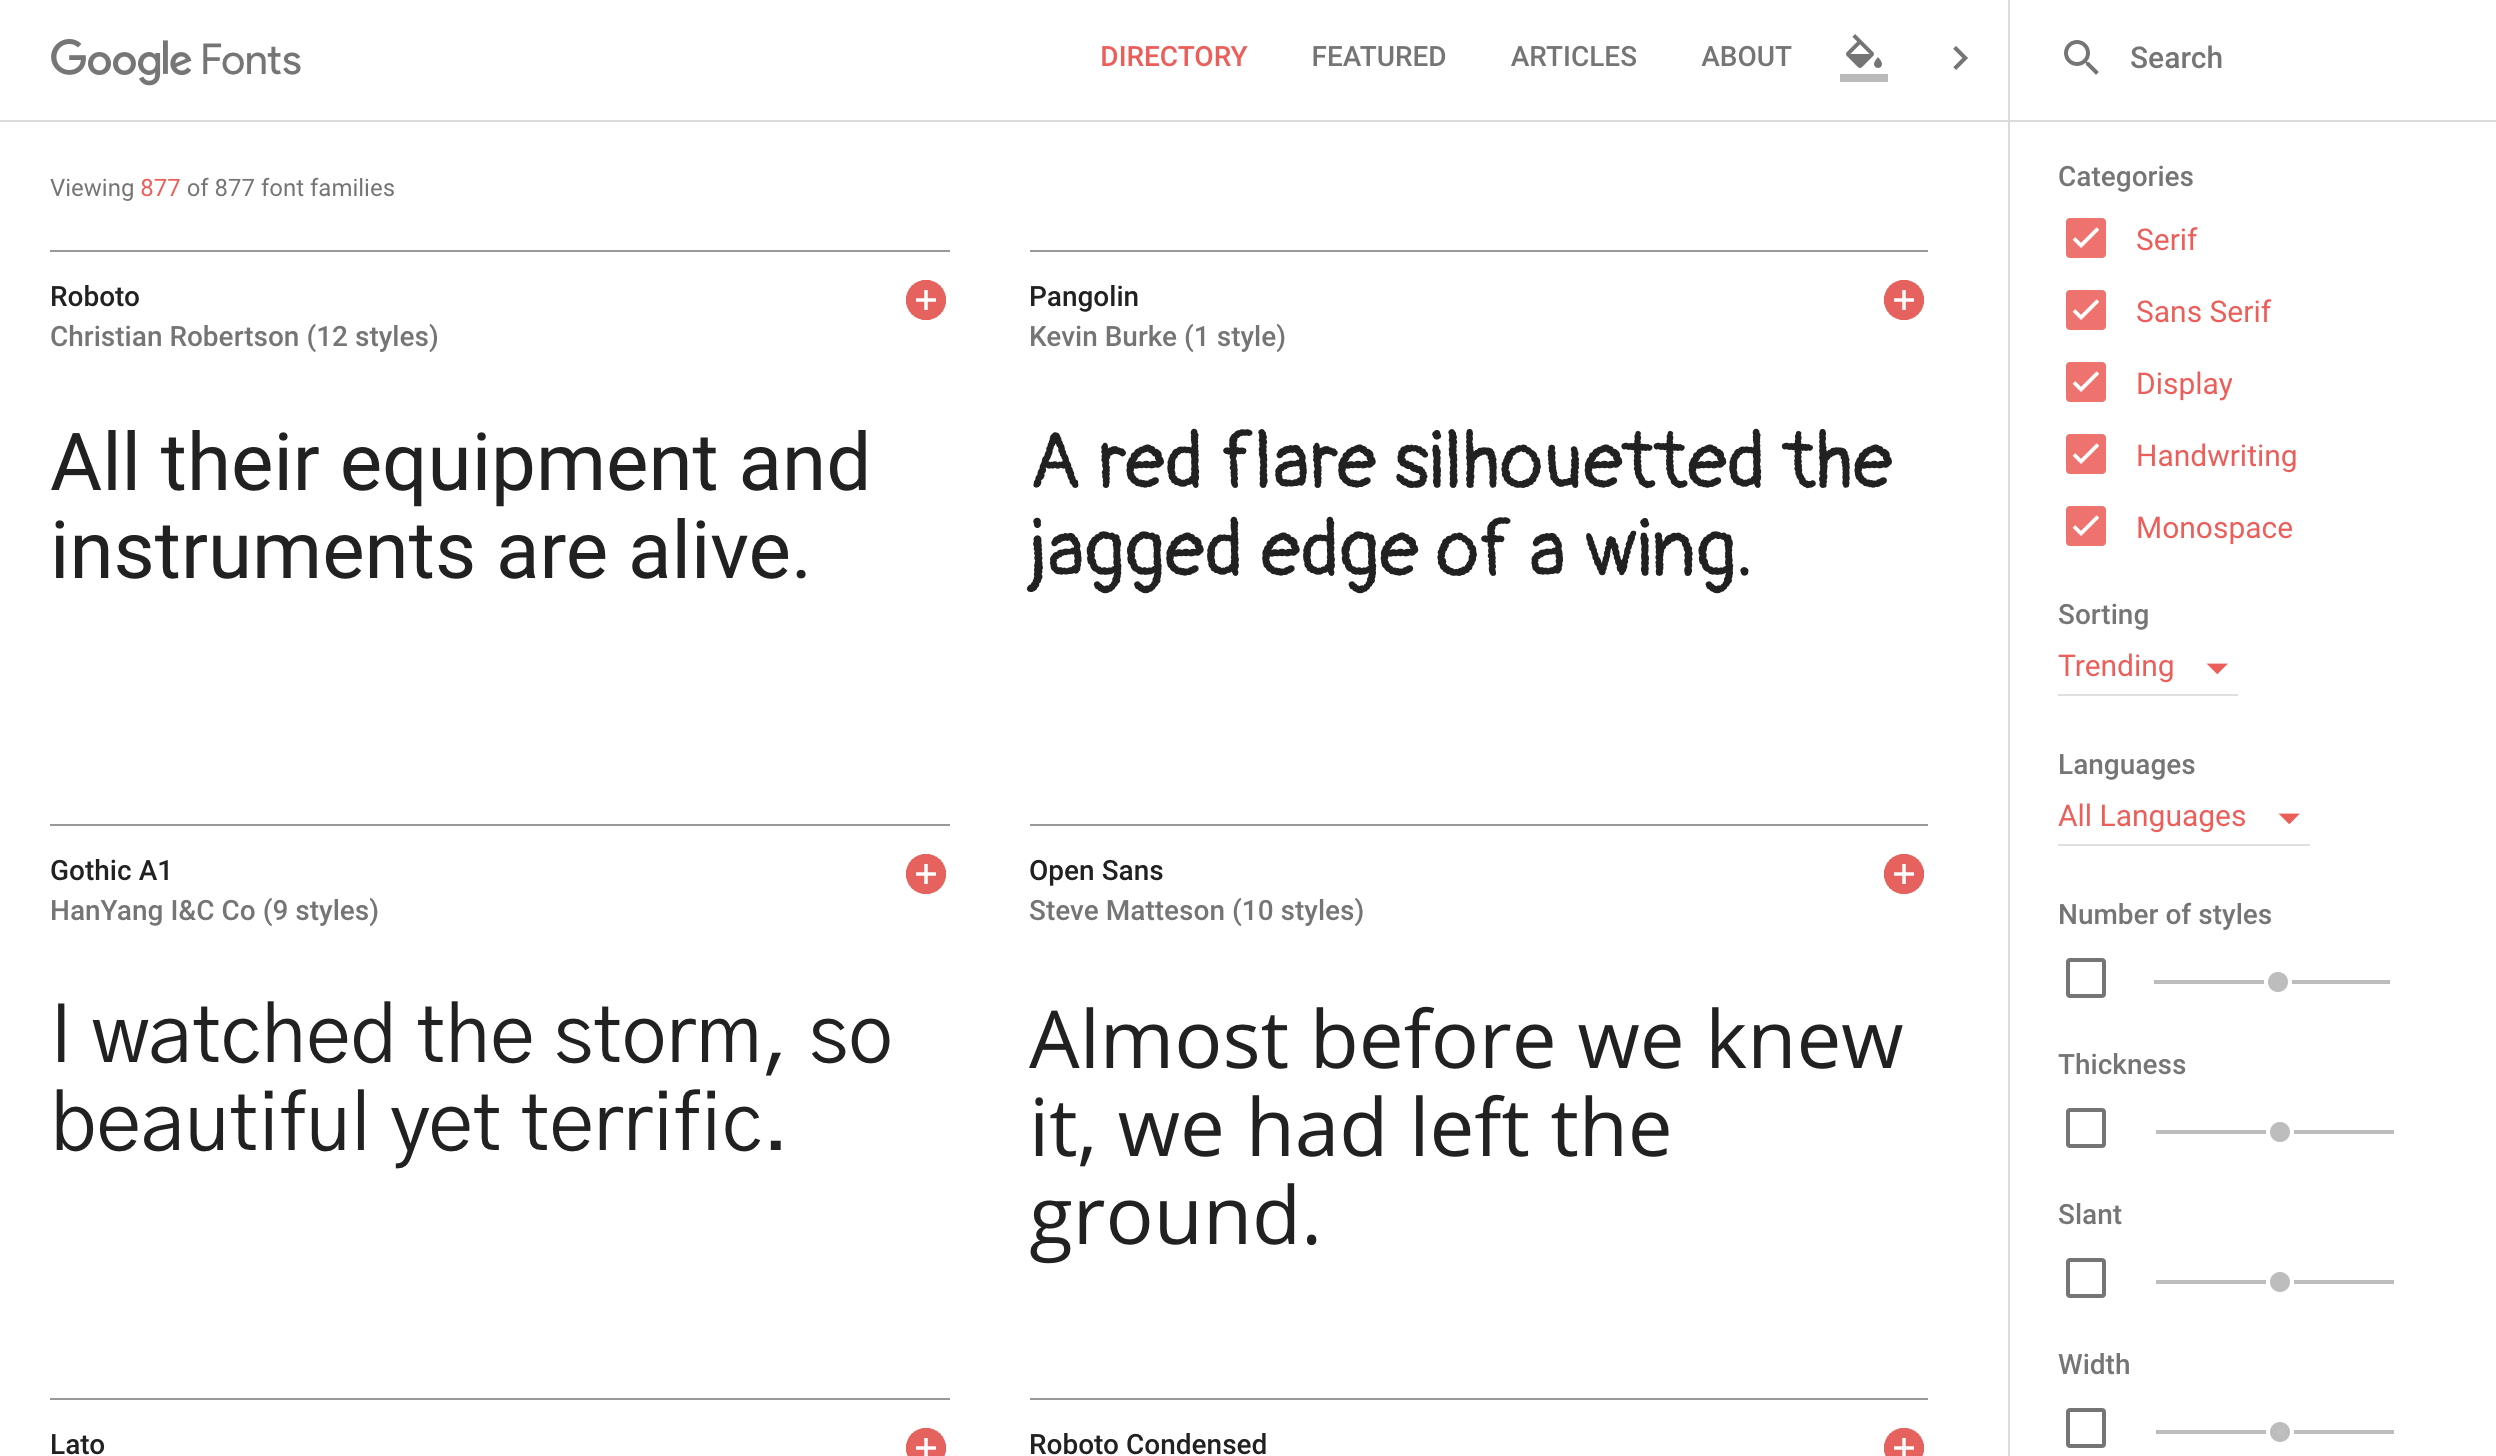 Google Fonts
DIRECTORY
FEATURED
ARTICLES
ABOUT
Search
Viewing 877 of 877 font families
Roboto
Christian Robertson (12 styles)
All their equipment and
instruments are alive.
Pangolin
Kevin Burke (1 style)
A red flare silhouetted the
jagged edge of a wing.
Gothic A1
HanYang I&C Co (9 styles)
I watched the storm, so
beautiful yet terrific.
Open Sans
Steve Matteson (10 styles)
Almost before we knew
it, we had left the
ground.
Lato
Roboto Condensed
Categories
Serif
Sans Serif
Display
Handwriting
Monospace
Sorting
Trending
Languages
All Languages
Number of styles
Thickness
Slant
Width